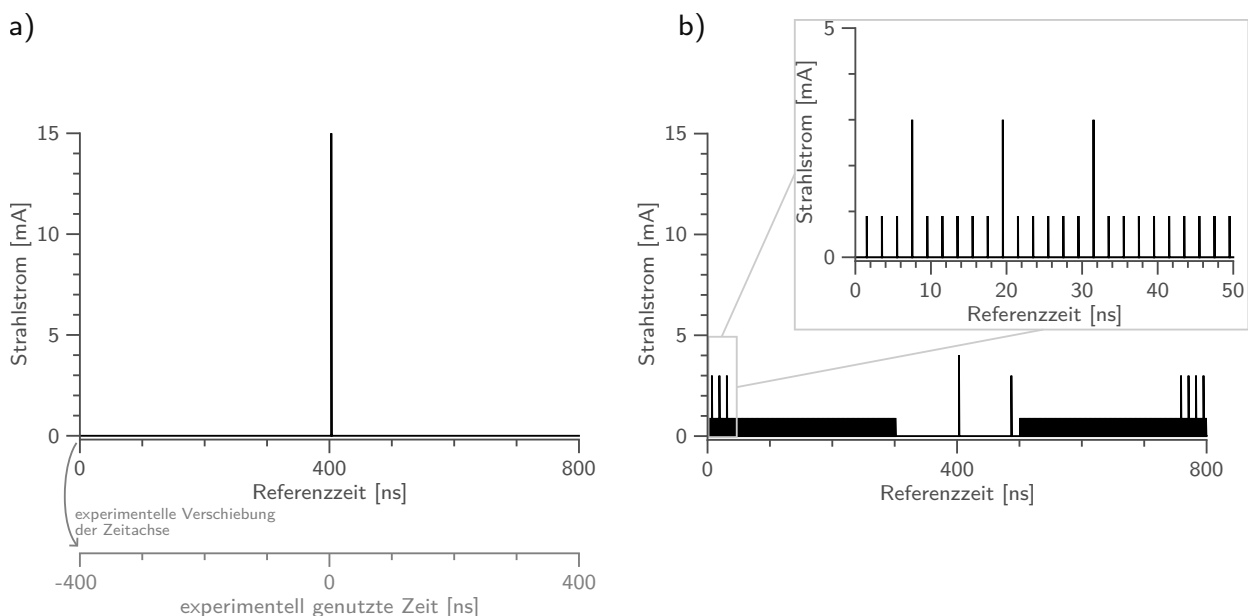 a)
Strahlstrom [mA]
15
10
5
0
0 400 800
Referenzzeit [ns]
experimentelle Verschiebung
der Zeitachse
-400 0 400
experimentell genutzte Zeit [ns]
b)
Strahlstrom [mA]
5
0
0 10 20 30 40 50
Referenzzeit [ns]
Strahlstrom [mA]
15
10
5
0
0 400 800
Referenzzeit [ns]